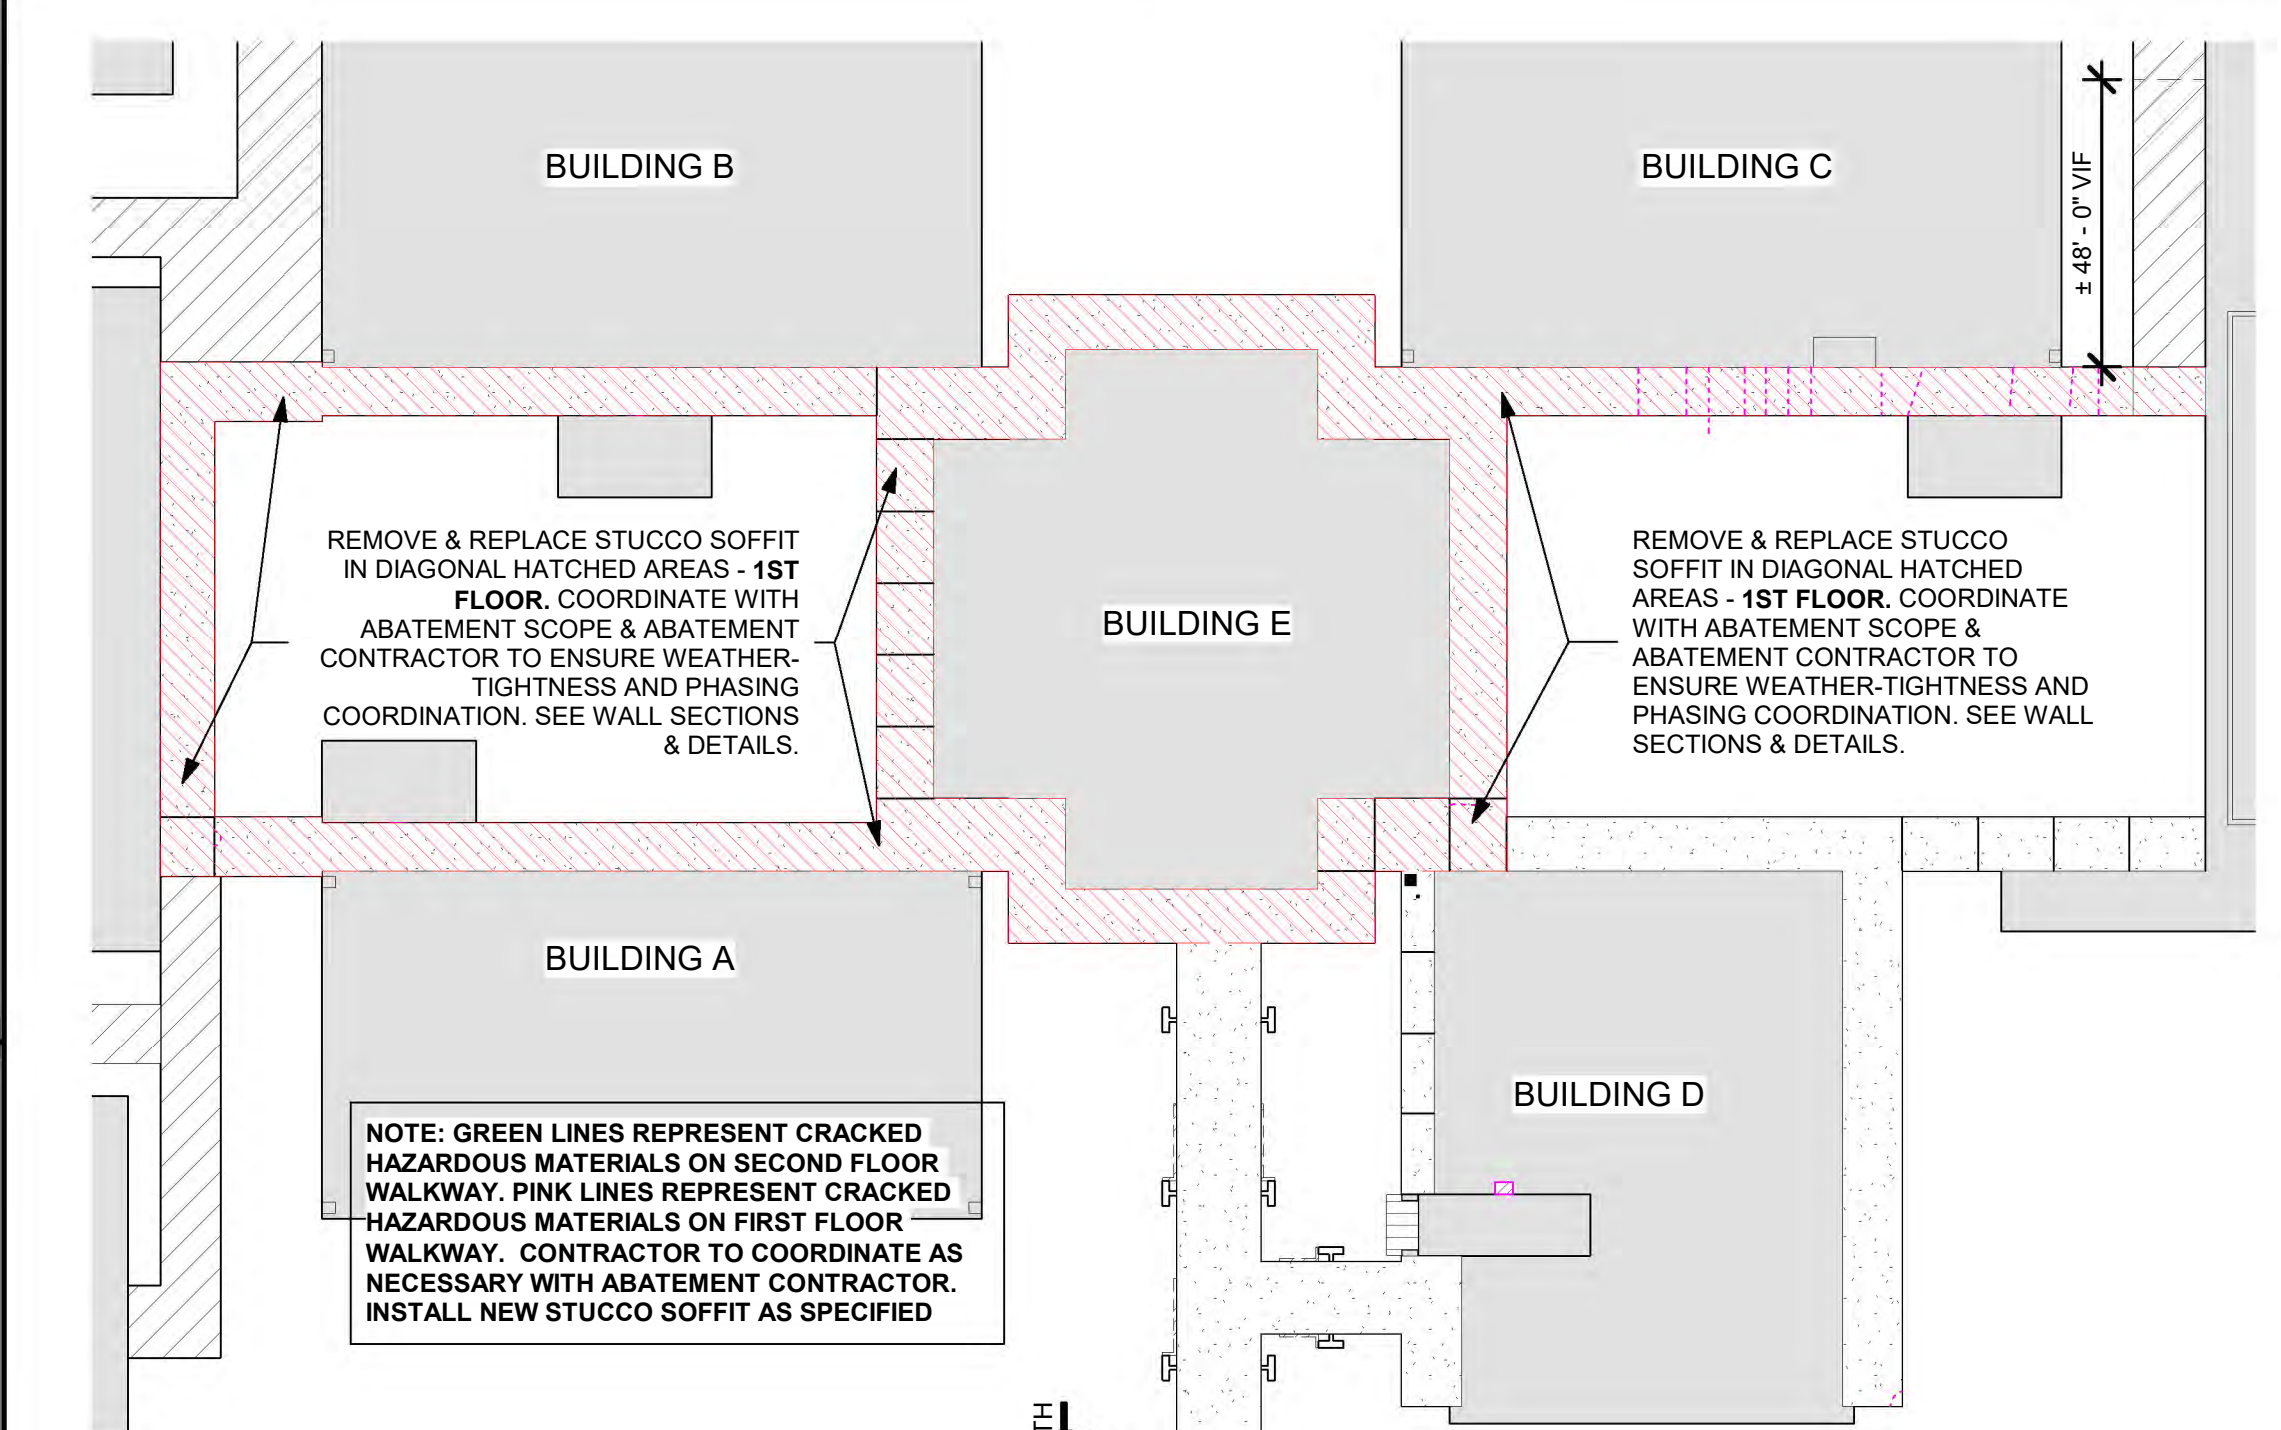 BUILDING B
BUILDING C
± 48' - 0" VIF
REMOVE & REPLACE STUCCO SOFFIT
IN DIAGONAL HATCHED AREAS - 1ST
FLOOR. COORDINATE WITH
ABATEMENT SCOPE & ABATEMENT
CONTRACTOR TO ENSURE WEATHER-
TIGHTNESS AND PHASING
COORDINATION. SEE WALL SECTIONS
& DETAILS.
BUILDING E
REMOVE & REPLACE STUCCO
SOFFIT IN DIAGONAL HATCHED
AREAS - 1ST FLOOR. COORDINATE
WITH ABATEMENT SCOPE &
ABATEMENT CONTRACTOR TO
ENSURE WEATHER-TIGHTNESS AND
PHASING COORDINATION. SEE WALL
SECTIONS & DETAILS.
BUILDING A
BUILDING D
NOTE: GREEN LINES REPRESENT CRACKED
HAZARDOUS MATERIALS ON SECOND FLOOR
WALKWAY. PINK LINES REPRESENT CRACKED
HAZARDOUS MATERIALS ON FIRST FLOOR
WALKWAY. CONTRACTOR TO COORDINATE AS
NECESSARY WITH ABATEMENT CONTRACTOR.
INSTALL NEW STUCCO SOFFIT AS SPECIFIED
TH